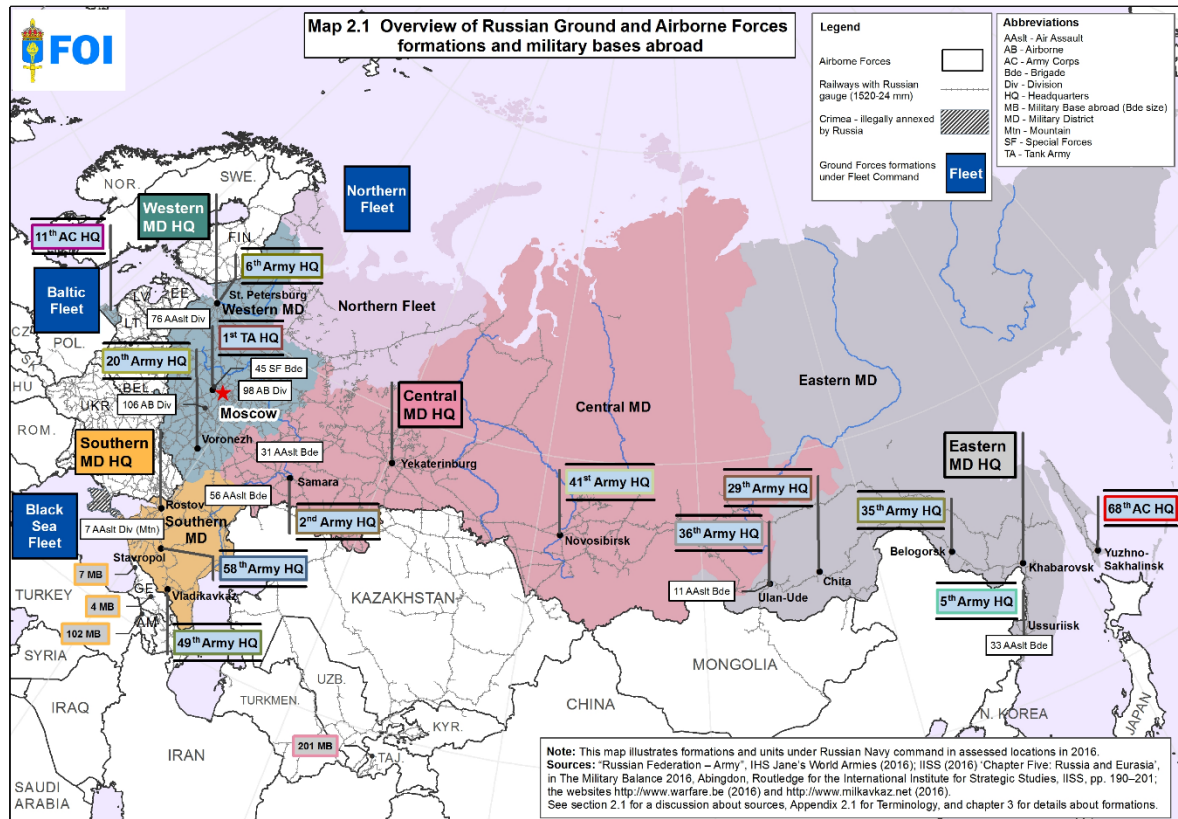 FOI
Map 2.1 Overview of Russian Ground and Airborne Forces
formations and military bases abroad
Legend
Airborne Forces
Railways with Russian
gauge (1520-24 mm)
Crimea - illegally annexed
by Russia
Ground Forces formations
under Fleet Command
Fleet
Abbreviations
AAslt - Air Assault
AB - Airborne
AC - Army Corps
Bde - Brigade
Div - Division
HQ - Headquarters
MB - Military Base abroad (Bde size)
MD - Military District
Mtn - Mountain
SF - Special Forces
TA - Tank Army
NOR.
SWE.
FIN.
Northern
Fleet
Western
MD HQ
11th AC HQ
6th Army HQ
Baltic
Fleet
St. Petersburg
Western MD
Northern Fleet
EE
LV
LT
76 AAslt Div
1st TA HQ
CZ
POL.
20th Army HQ
45 SF Bde
98 AB Div
HU
BEL
106 AB Div
UKR
Moscow
Central
MD HQ
Central MD
Eastern MD
ROM.
Southern
MD HQ
Voronezh
31 AAslt Bde
Yekaterinburg
Eastern
MD HQ
Samara
41st Army HQ
29th Army HQ
35th Army HQ
68th AC HQ
Black
Sea
Fleet
56 AAslt Bde
Rostov
7 AAslt Div (Mtn)
Southern
MD
2nd Army HQ
Novosibirsk
36th Army HQ
Belogorsk
Khabarovsk
Yuzhno-
Sakhalinsk
Stavropol
58th Army HQ
7 MB
Vladikavkaz
11 AAslt Bde
Ulan-Ude
Chita
TURKEY
GE
4 MB
AM
102 MB
KAZAKHSTAN
5th Army HQ
Ussuriisk
49th Army HQ
33 AAslt Bde
SYRIA
MONGOLIA
IRAQ
UZB.
TURKMEN.
CHINA
N. KOREA
JAPAN
KYR.
IRAN
201 MB
TAJ.
SAUDI
ARABIA
Note: This map illustrates formations and units under Russian Navy command in assessed locations in 2016.
Sources: “Russian Federation – Army”, IHS Jane's World Armies (2016); IISS (2016) ‘Chapter Five: Russia and Eurasia’,
in The Military Balance 2016, Abingdon, Routledge for the International Institute for Strategic Studies, IISS, pp. 190–201;
the websites http://www.warfare.be (2016) and http://www.milkavkaz.net (2016).
See section 2.1 for a discussion about sources, Appendix 2.1 for Terminology, and chapter 3 for details about formations.